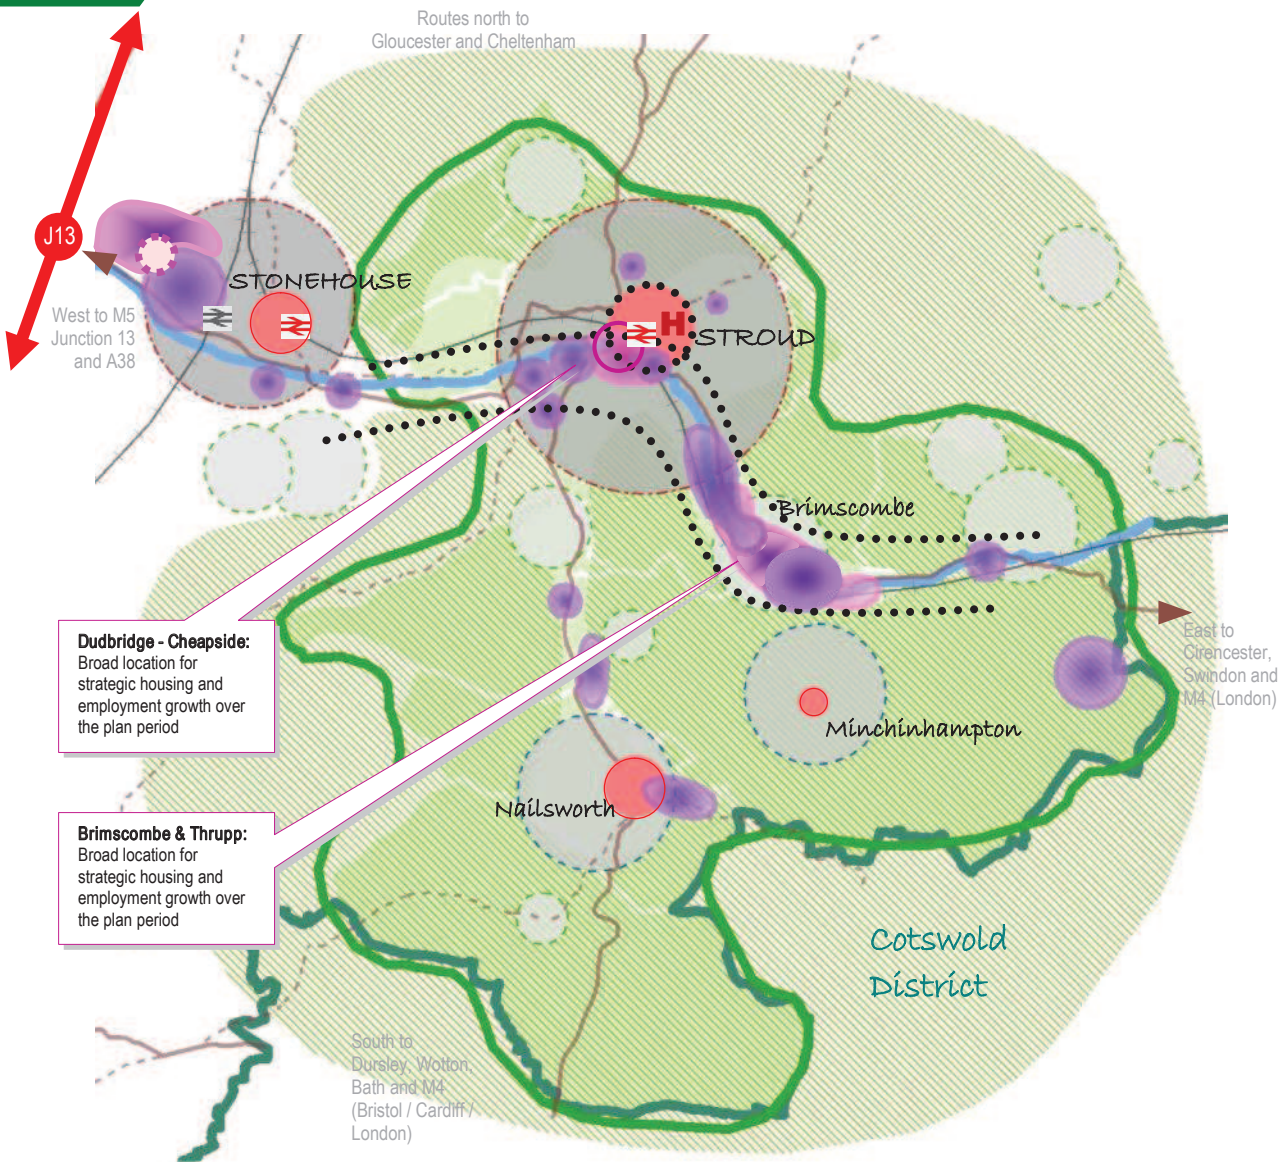 Routes north to
Gloucester and Cheltenham
J13
STONEHOUSE
West to M5
Junction 13
and A38
H
STROUD
Brimscombe
Dudbridge - Cheapside:
Broad location for
strategic housing and
employment growth over
the plan period
East to
Cirencester,
Swindon and
M4 (London)
Minchinhampton
Nailsworth
Brimscombe & Thrupp:
Broad location for
strategic housing and
employment growth over
the plan period
Cotswold
District
South to
Dursley, Wotton,
Bath and M4
(Bristol / Cardiff /
London)